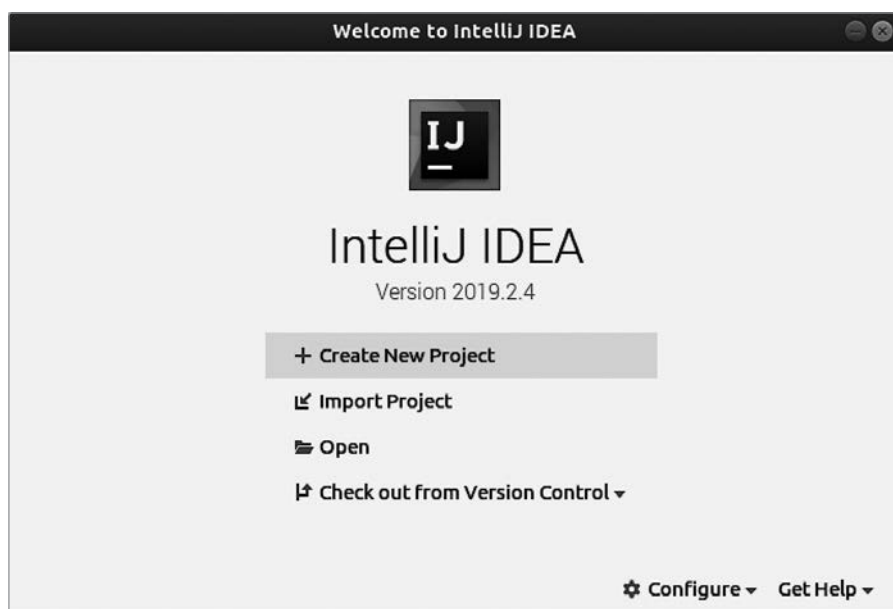 Welcome to IntelliJ IDEA
IJ
IntelliJ IDEA
Version 2019.2.4
Create New Project
Import Project
Open
Check out from Version Control
Configure Get Help